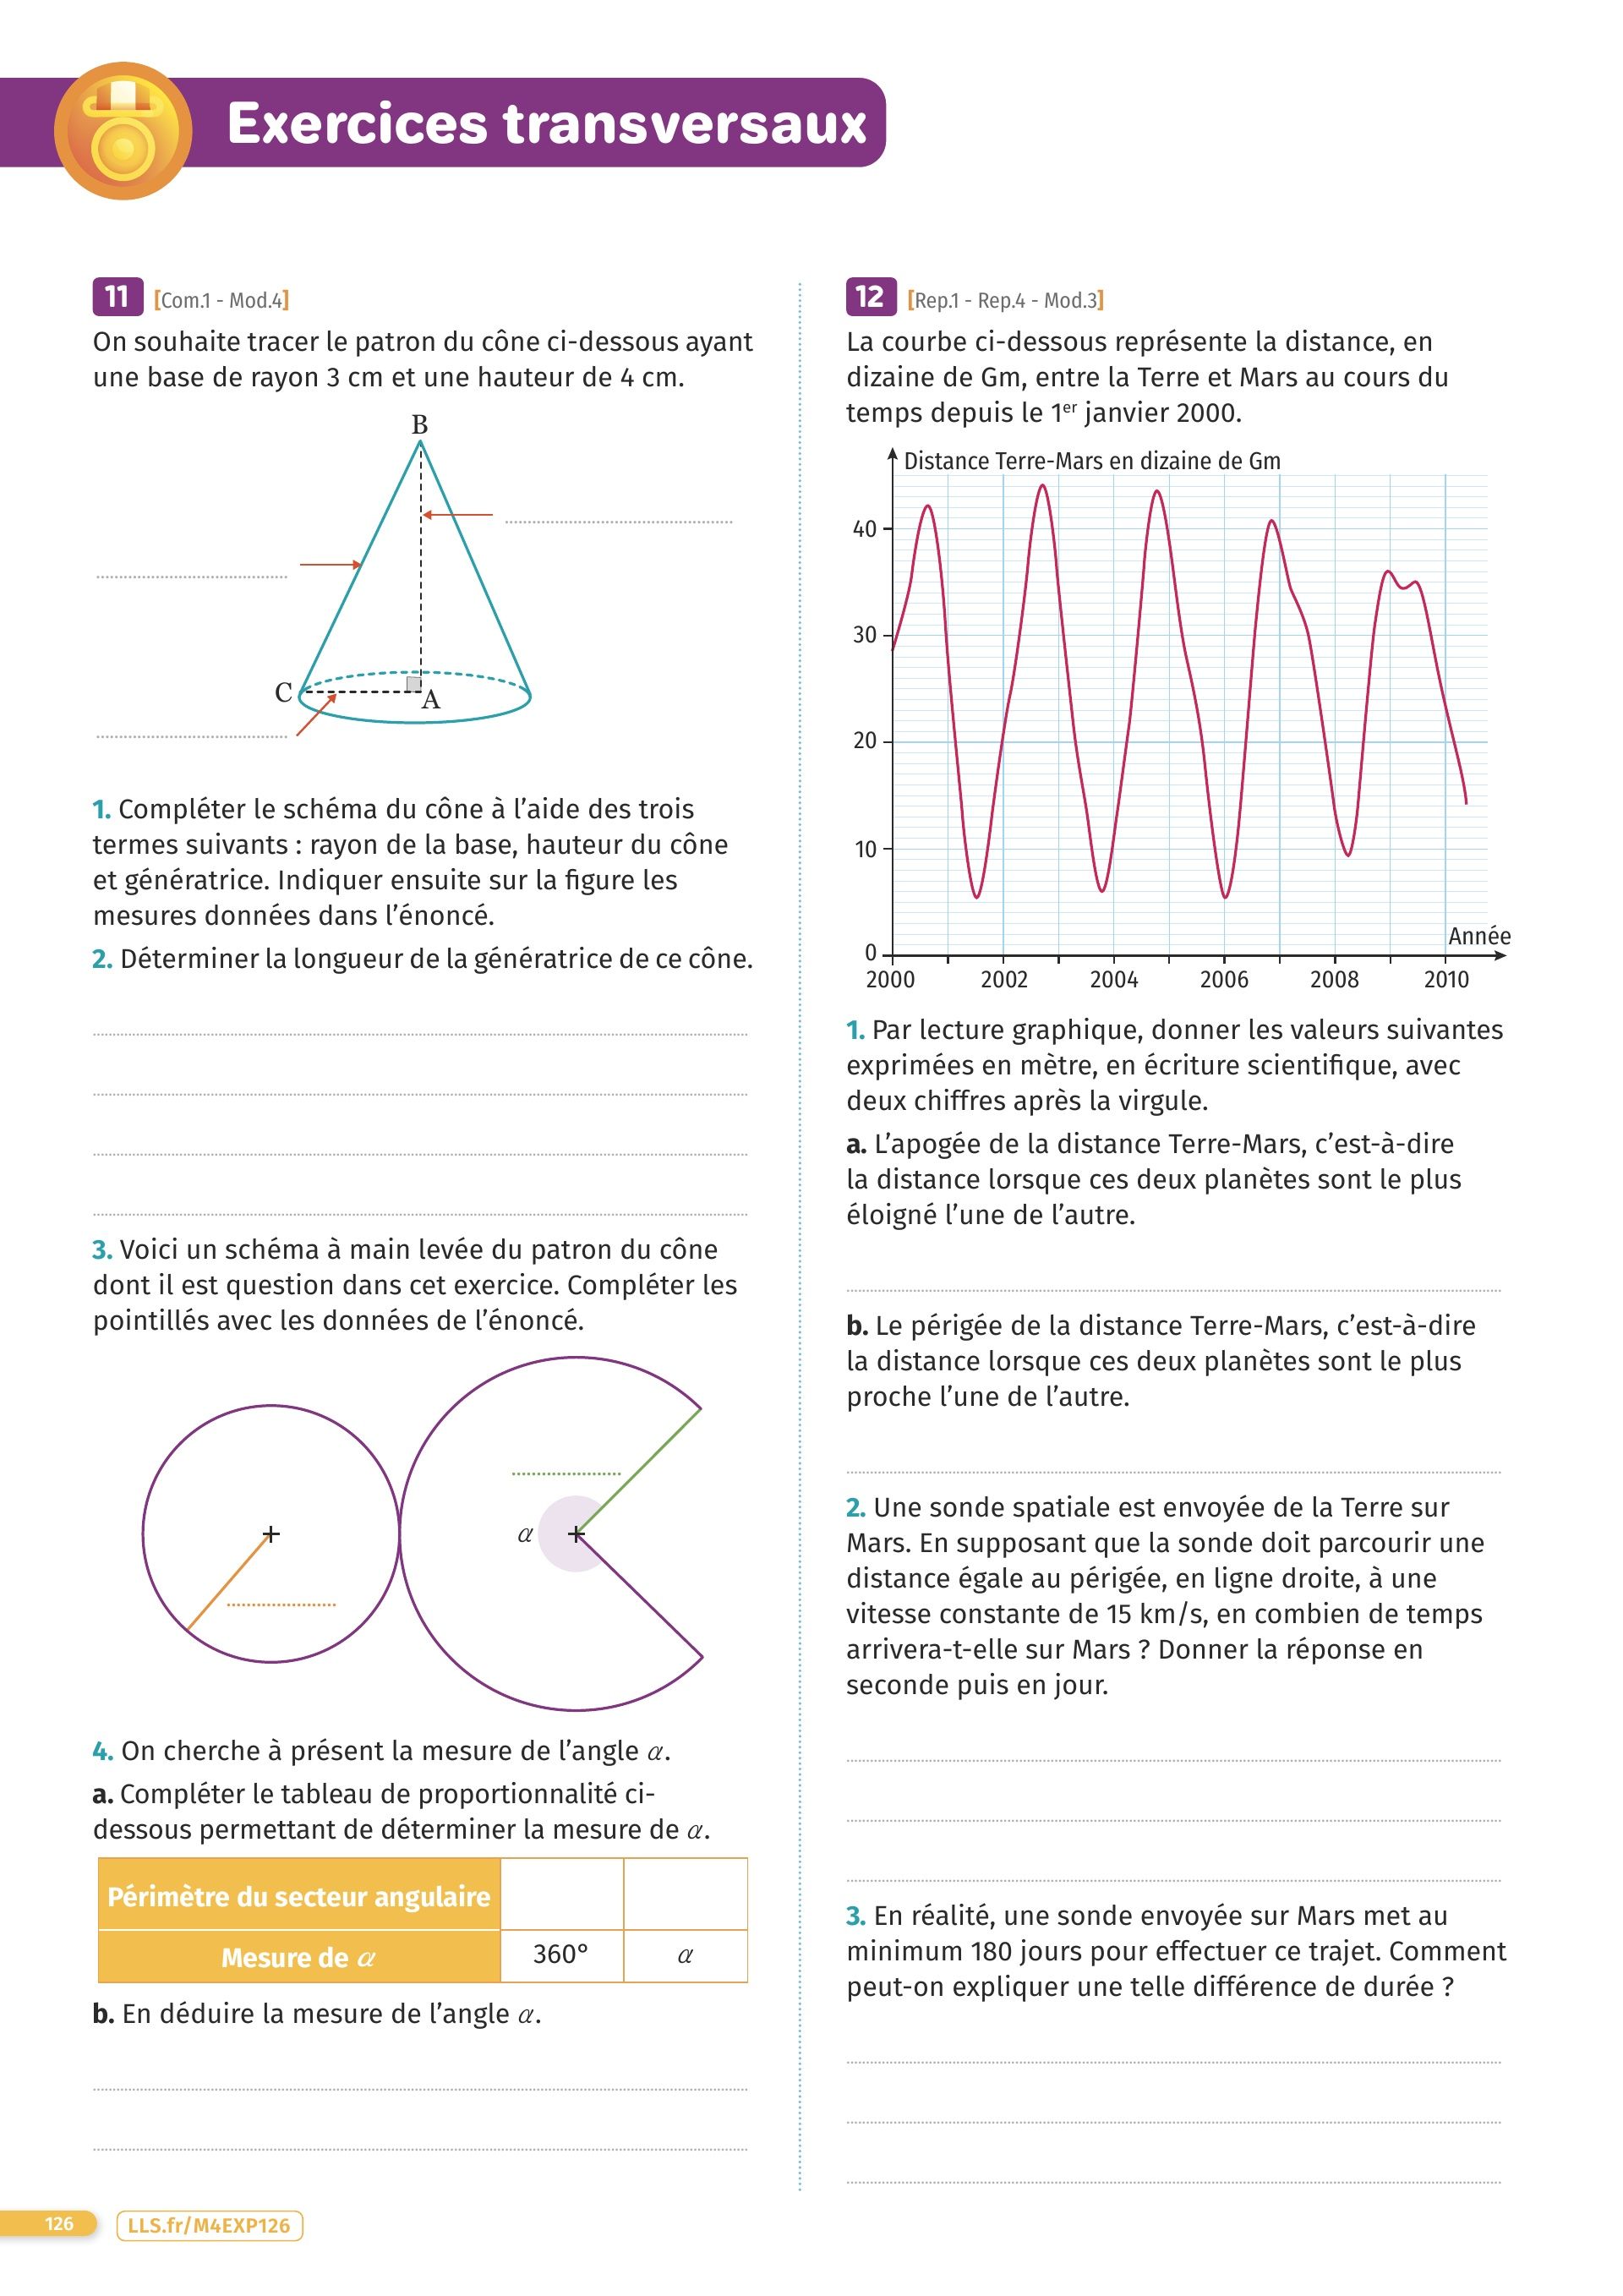 Exercices transversaux
11 [Com.1 - Mod.4]
On souhaite tracer le patron du cône ci-dessous ayant
une base de rayon 3 cm et une hauteur de 4 cm.
B
C
A
1. Compléter le schéma du cône à l’aide des trois
termes suivants : rayon de la base, hauteur du cône
et génératrice. Indiquer ensuite sur la figure les
mesures données dans l’énoncé.
2. Déterminer la longueur de la génératrice de ce cône.
3. Voici un schéma à main levée du patron du cône
dont il est question dans cet exercice. Compléter les
pointillés avec les données de l’énoncé.
α
4. On cherche à présent la mesure de l’angle α.
a. Compléter le tableau de proportionnalité ci-
dessous permettant de déterminer la mesure de α.
Périmètre du secteur angulaire
Mesure de α 360° α
b. En déduire la mesure de l’angle α.
12 [Rep.1 - Rep.4 - Mod.3]
La courbe ci-dessous représente la distance, en
dizaine de Gm, entre la Terre et Mars au cours du
temps depuis le 1er janvier 2000.
Distance Terre-Mars en dizaine de Gm
40
30
20
10
0
Année
2000 2002 2004 2006 2008 2010
1. Par lecture graphique, donner les valeurs suivantes
exprimées en mètre, en écriture scientifique, avec
deux chiffres après la virgule.
a. L’apogée de la distance Terre-Mars, c’est-à-dire
la distance lorsque ces deux planètes sont le plus
éloigné l’une de l’autre.
b. Le périgée de la distance Terre-Mars, c’est-à-dire
la distance lorsque ces deux planètes sont le plus
proche l’une de l’autre.
2. Une sonde spatiale est envoyée de la Terre sur
Mars. En supposant que la sonde doit parcourir une
distance égale au périgée, en ligne droite, à une
vitesse constante de 15 km/s, en combien de temps
arrivera-t-elle sur Mars ? Donner la réponse en
seconde puis en jour.
3. En réalité, une sonde envoyée sur Mars met au
minimum 180 jours pour effectuer ce trajet. Comment
peut-on expliquer une telle différence de durée ?
126
LLS.fr/M4EXP126